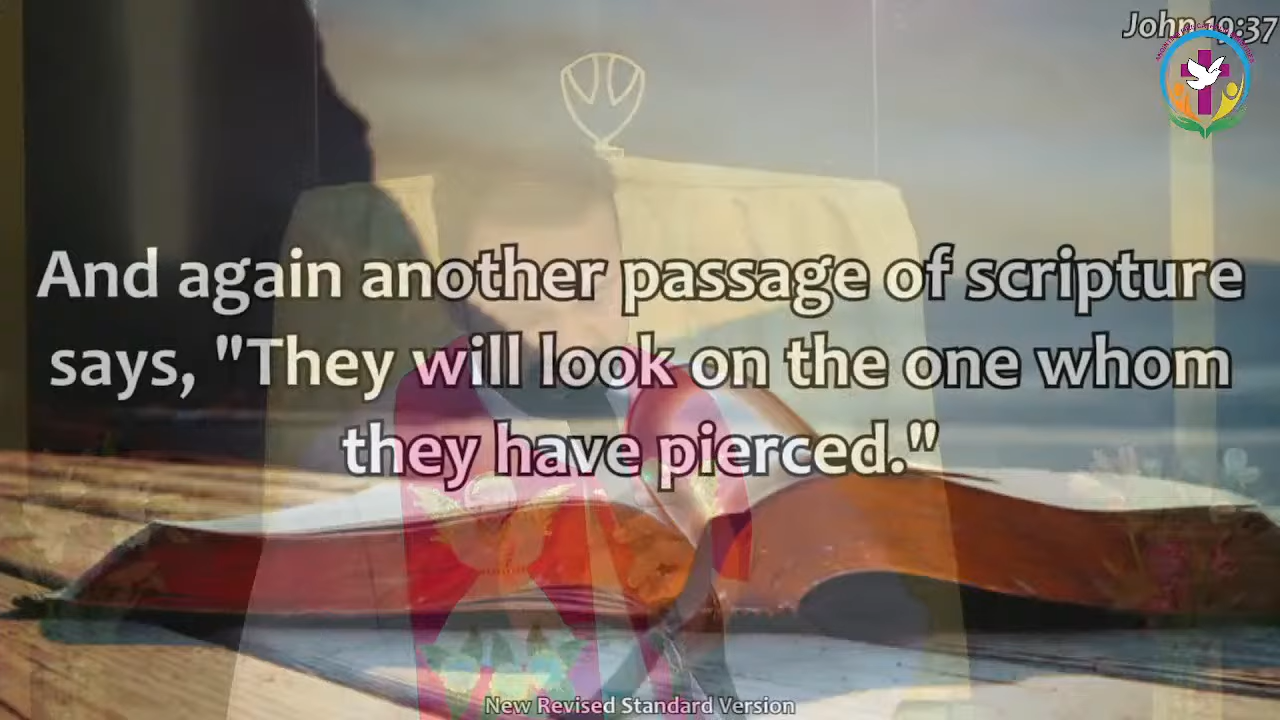 John 19:37
And again another passage of scripture
says, "They will look on the one whom
they have pierced."
New Revised Standard Version